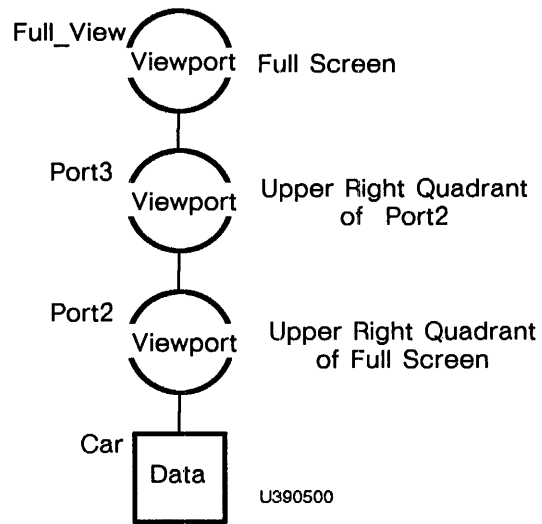 Full_View
Viewport
Full Screen
Port3
Viewport
Upper Right Quadrant
of Port2
Port2
Viewport
Upper Right Quadrant
of Full Screen
Car
Data
U390500